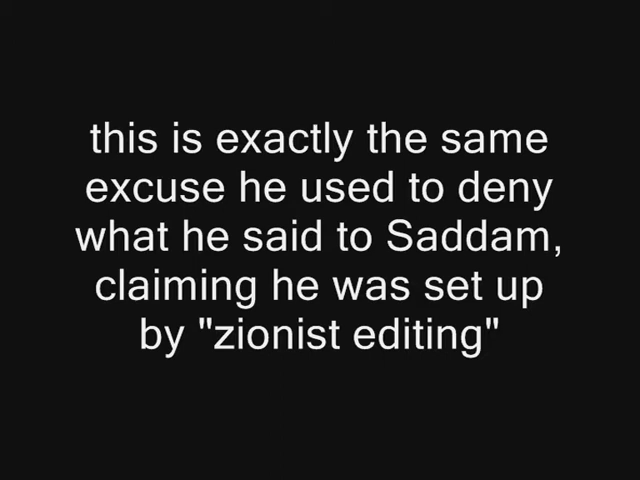 this is exactly the same
excuse he used to deny
what he said to Saddam,
claiming he was set up
by "zionist editing"